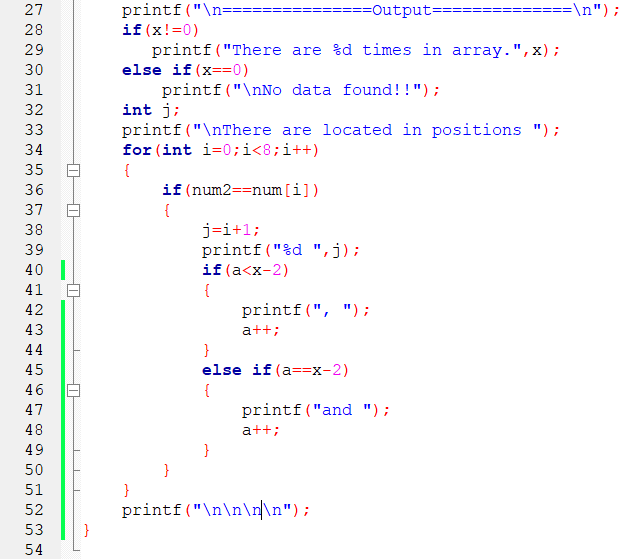 27 printf("\n===============Output==============\n");
28 if(x!=0)
29 printf("There are %d times in array.",x);
30 else if(x==0)
31 printf("\nNo data found!!");
32 int j;
33 printf("\nThere are located in positions ");
34 for(int i=0;i<8;i++)
35 {
36 if(num2==num[i])
37 {
38 j=i+1;
39 printf("%d ",j);
40 if(a<x-2)
41 {
42 printf(", ");
43 a++;
44 }
45 else if(a==x-2)
46 {
47 printf("and ");
48 a++;
49 }
50 }
51 }
52 printf("\n\n\n\n");
53 }
54